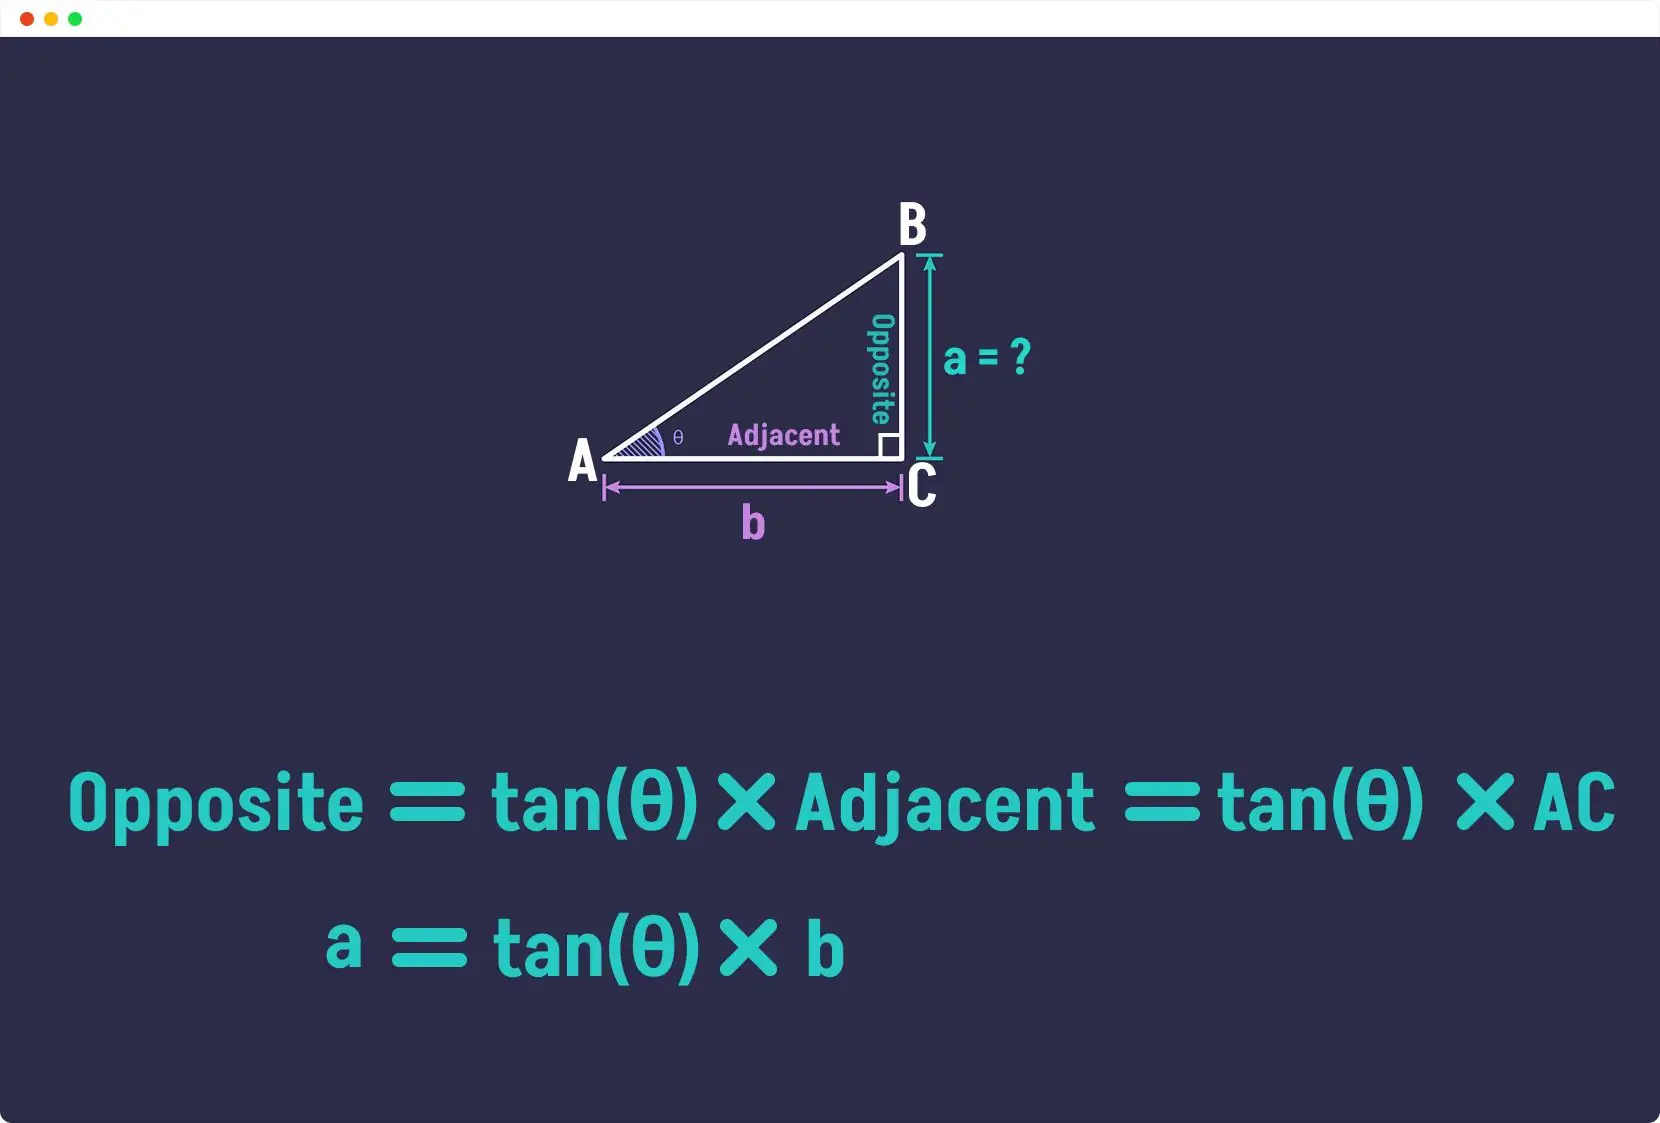 B
Opposite
a = ?
θ
Adjacent
A
C
b
Opposite = tan(θ) × Adjacent = tan(θ) × AC
a = tan(θ) × b